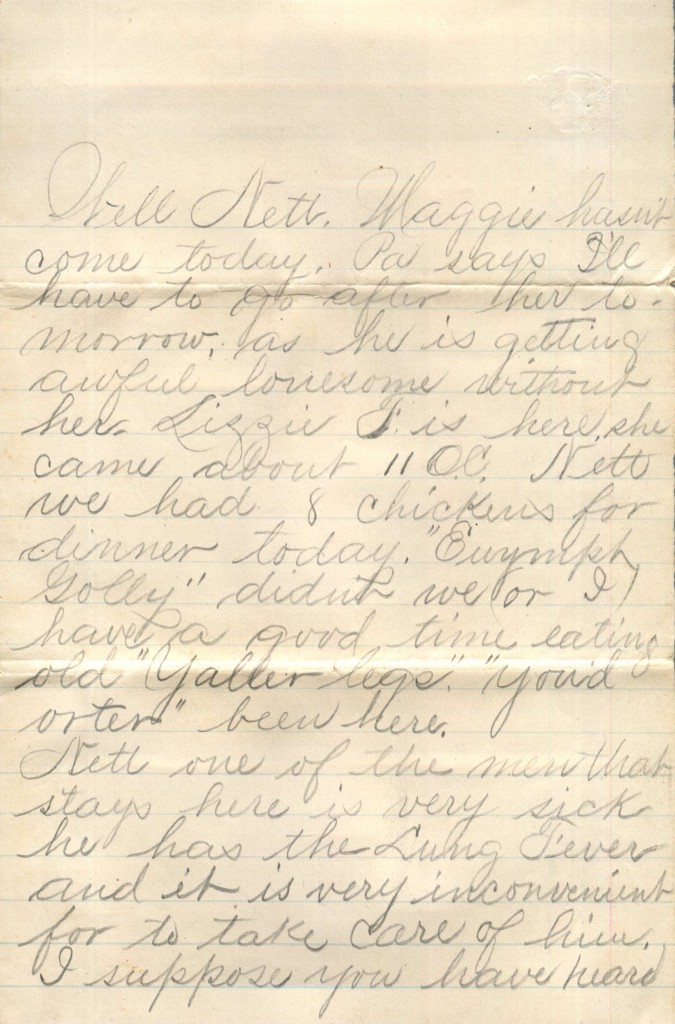 Well Nett. Maggie hasn't
come today. Pa says I'll
have to go after her to-
morrow, as he is getting
awful lonesome without
her. Lizzie F. is here, she
came about 11 O.C. Nett
we had 8 chickens for
dinner today. "
Golly" didn't we (or I)
have a good time eating
old "Yaller legs". "You'd
orter" been here.
Nett one of the men that
stays here is very sick
he has the Lung Fever
and it is very inconvenient
for to take care of him.
I suppose you have heard